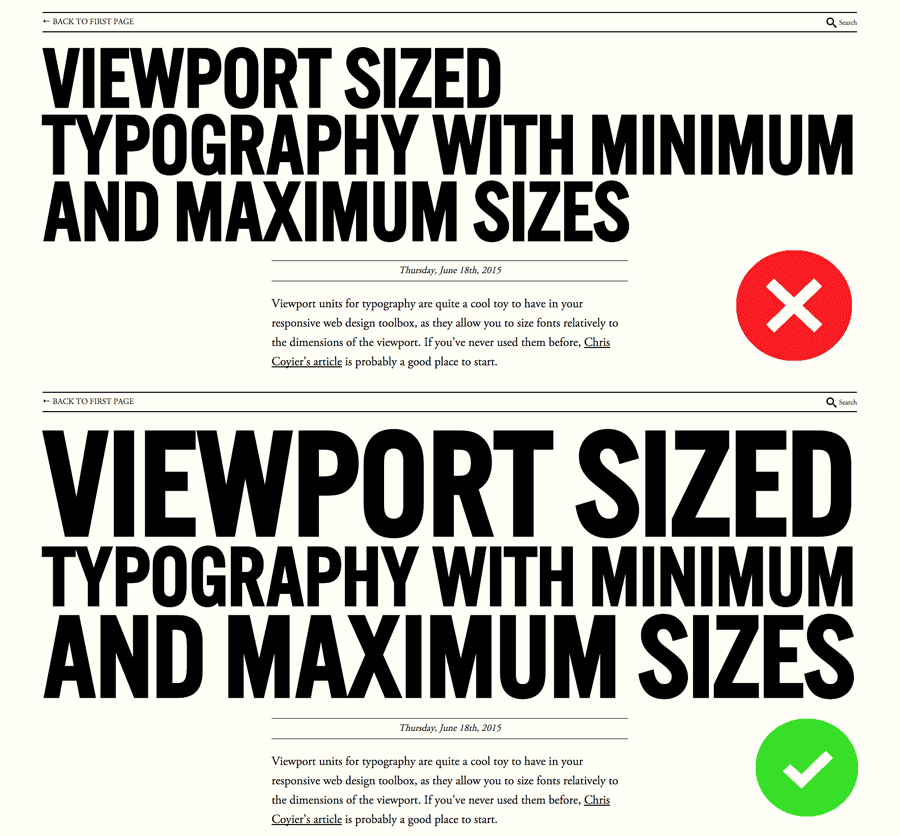 ← BACK TO FIRST PAGE
Search
VIEWPORT SIZED
TYPOGRAPHY WITH MINIMUM
AND MAXIMUM SIZES
Thursday, June 18th, 2015
Viewport units for typography are quite a cool toy to have in your
responsive web design toolbox, as they allow you to size fonts relatively to
the dimensions of the viewport. If you’ve never used them before, Chris
Coyier’s article is probably a good place to start.
← BACK TO FIRST PAGE
Search
VIEWPORT SIZED
TYPOGRAPHY WITH MINIMUM
AND MAXIMUM SIZES
Thursday, June 18th, 2015
Viewport units for typography are quite a cool toy to have in your
responsive web design toolbox, as they allow you to size fonts relatively to
the dimensions of the viewport. If you’ve never used them before, Chris
Coyier’s article is probably a good place to start.